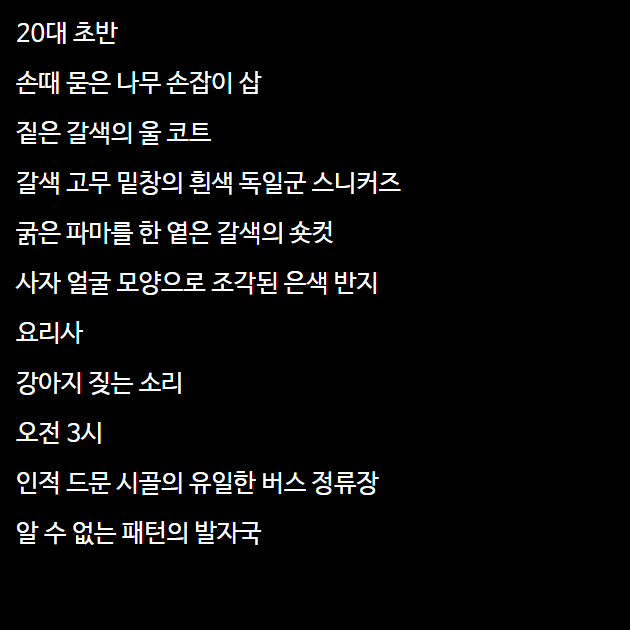 20대 초반
손때 묻은 나무 손잡이 삽
짙은 갈색의 울 코트
갈색 고무 밑창의 흰색 독일군 스니커즈
굵은 파마를 한 옅은 갈색의 숏컷
사자 얼굴 모양으로 조각된 은색 반지
요리사
강아지 짖는 소리
오전 3시
인적 드문 시골의 유일한 버스 정류장
알 수 없는 패턴의 발자국